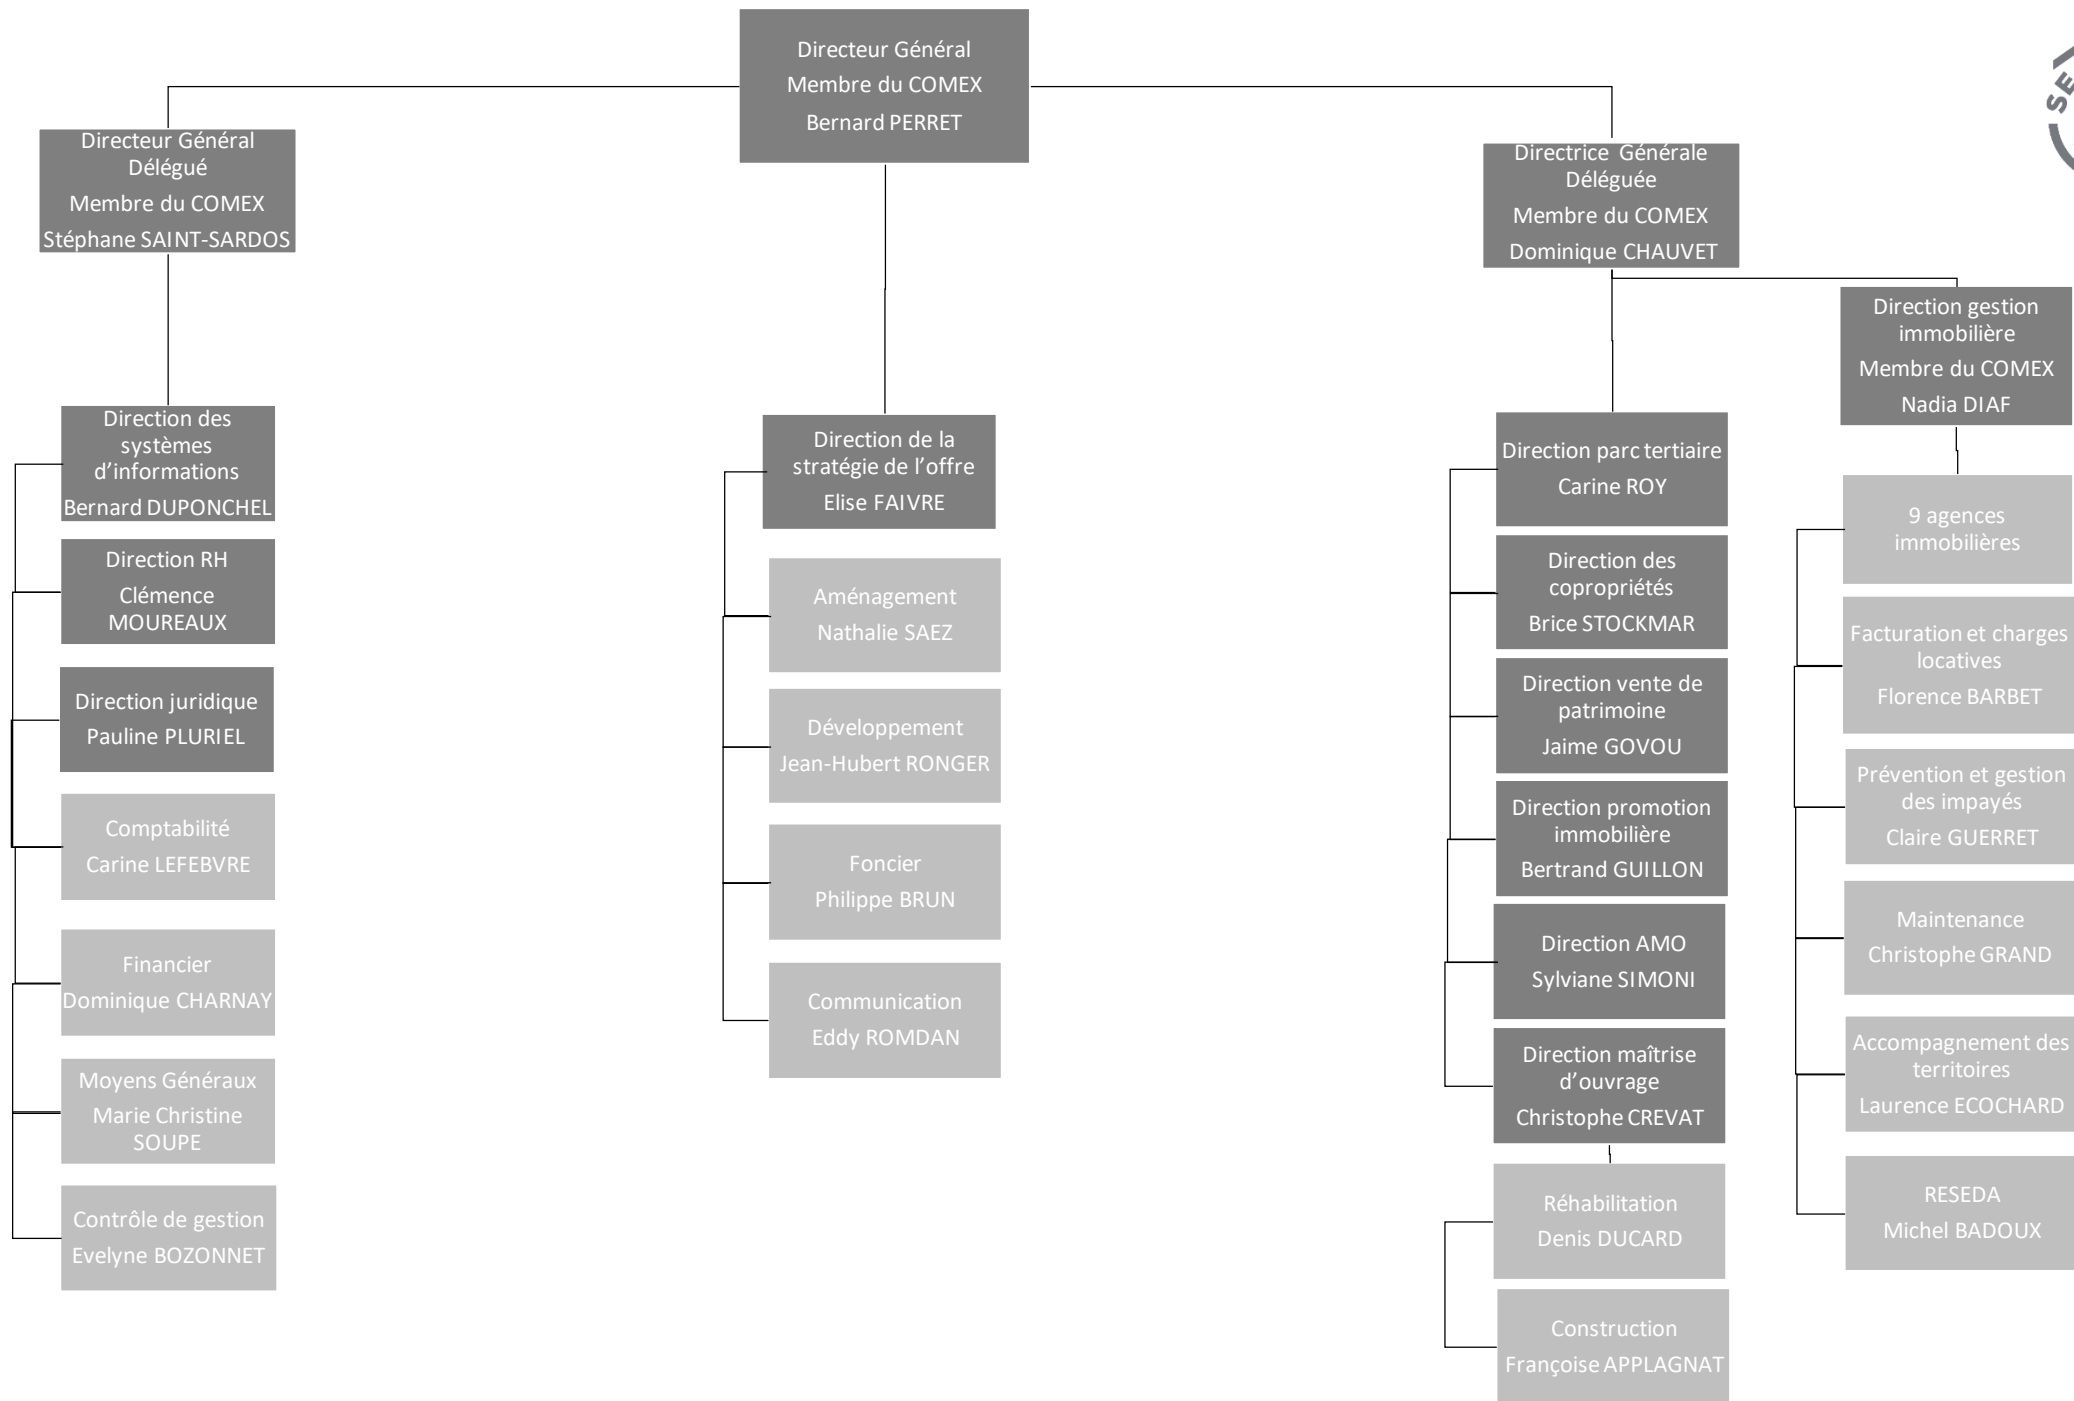 Directeur Général
Membre du COMEX
Bernard PERRET
SE
Directeur Général
Délégué
Membre du COMEX
Stéphane SAINT-SARDOS
Directrice Générale
Déléguée
Membre du COMEX
Dominique CHAUVET
Direction gestion
immobilière
Membre du COMEX
Nadia DIAF
Direction des
systèmes
d’informations
Bernard DUPONCHEL
Direction RH
Clémence
MOUREAUX
Direction juridique
Pauline PLURIEL
Comptabilité
Carine LEFEBVRE
Financier
Dominique CHARNAY
Moyens Généraux
Marie Christine
SOUPE
Contrôle de gestion
Evelyne BOZONNET
Direction de la
stratégie de l’offre
Elise FAIVRE
Aménagement
Nathalie SAEZ
Développement
Jean-Hubert RONGER
Foncier
Philippe BRUN
Communication
Eddy ROMDAN
Direction parc tertiaire
Carine ROY
Direction des
copropriétés
Brice STOCKMAR
Direction vente de
patrimoine
Jaime GOVOU
Direction promotion
immobilière
Bertrand GUILLON
Direction AMO
Sylviane SIMONI
Direction maîtrise
d’ouvrage
Christophe CREVAT
Réhabilitation
Denis DUCARD
Construction
Françoise APPLAGNAT
9 agences
immobilières
Facturation et charges
locatives
Florence BARBET
Prévention et gestion
des impayés
Claire GUERRET
Maintenance
Christophe GRAND
Accompagnement des
territoires
Laurence ECOCHARD
RESEDA
Michel BADOUX